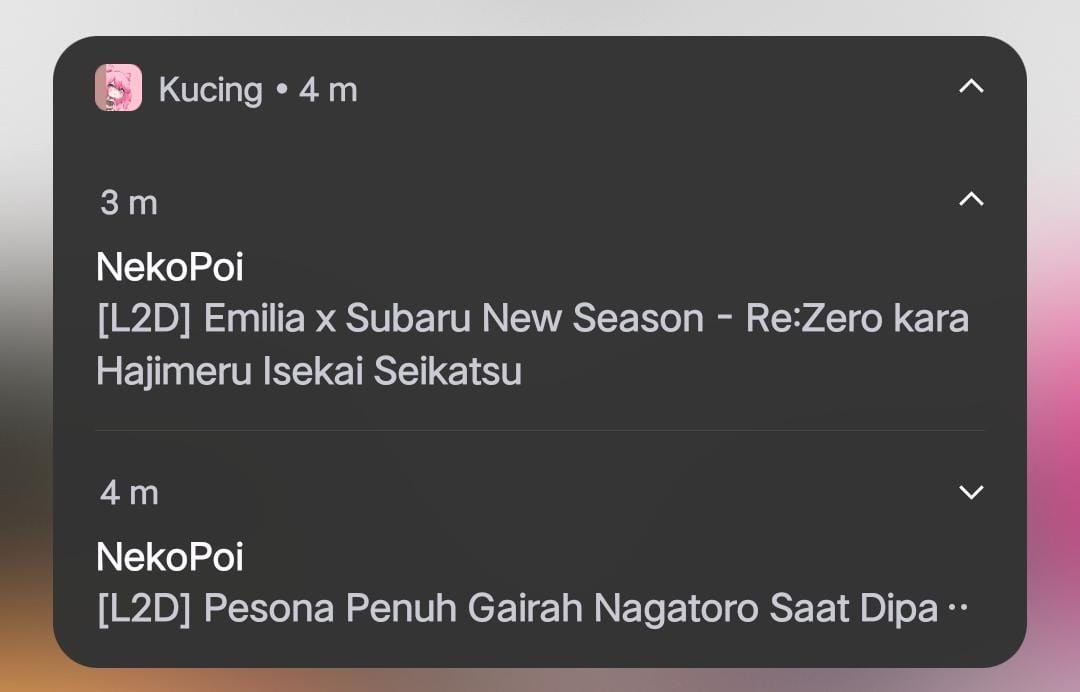 Kucing • 4 m
3 m
NekoPoi
[L2D] Emilia x Subaru New Season - Re:Zero kara
Hajimeru Isekai Seikatsu
4 m
NekoPoi
[L2D] Pesona Penuh Gairah Nagatoro Saat Dipa ··